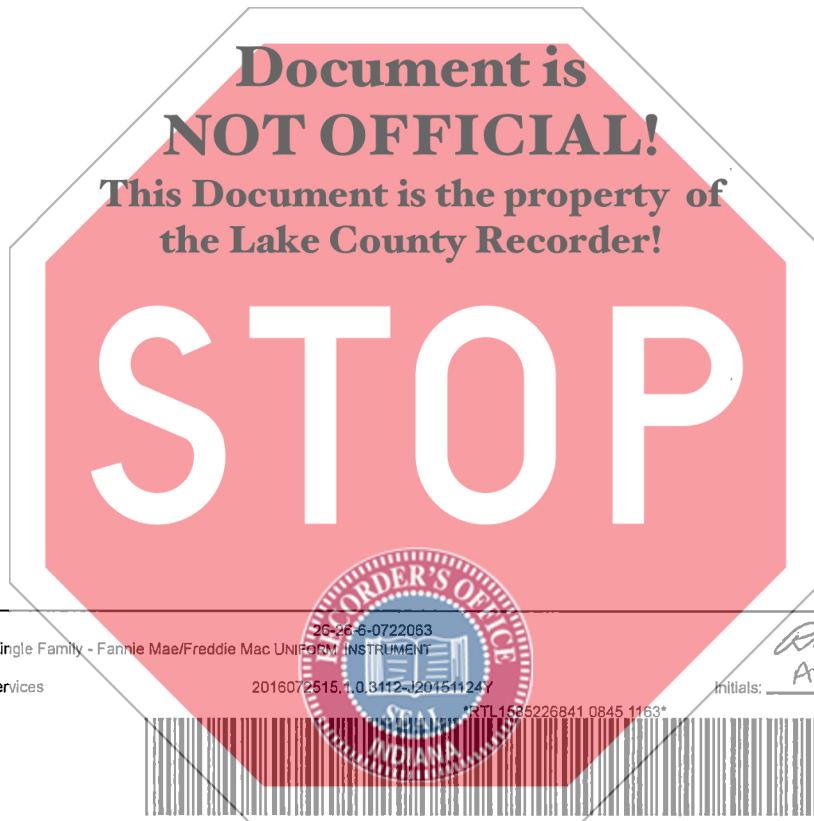 Document is
NOT OFFICIAL!
This Document is the property of
the Lake County Recorder!
STOP
26-26-6-0722063
ingle Family - Fannie Mae/Freddie Mac UNIFORM INSTRUMENT
ervices 2016072515.1.0.3112-J20151124Y Initials:
*RTL1585226841 0845 1163*
RECORDER'S OFFICE
SEAL
INDIANA